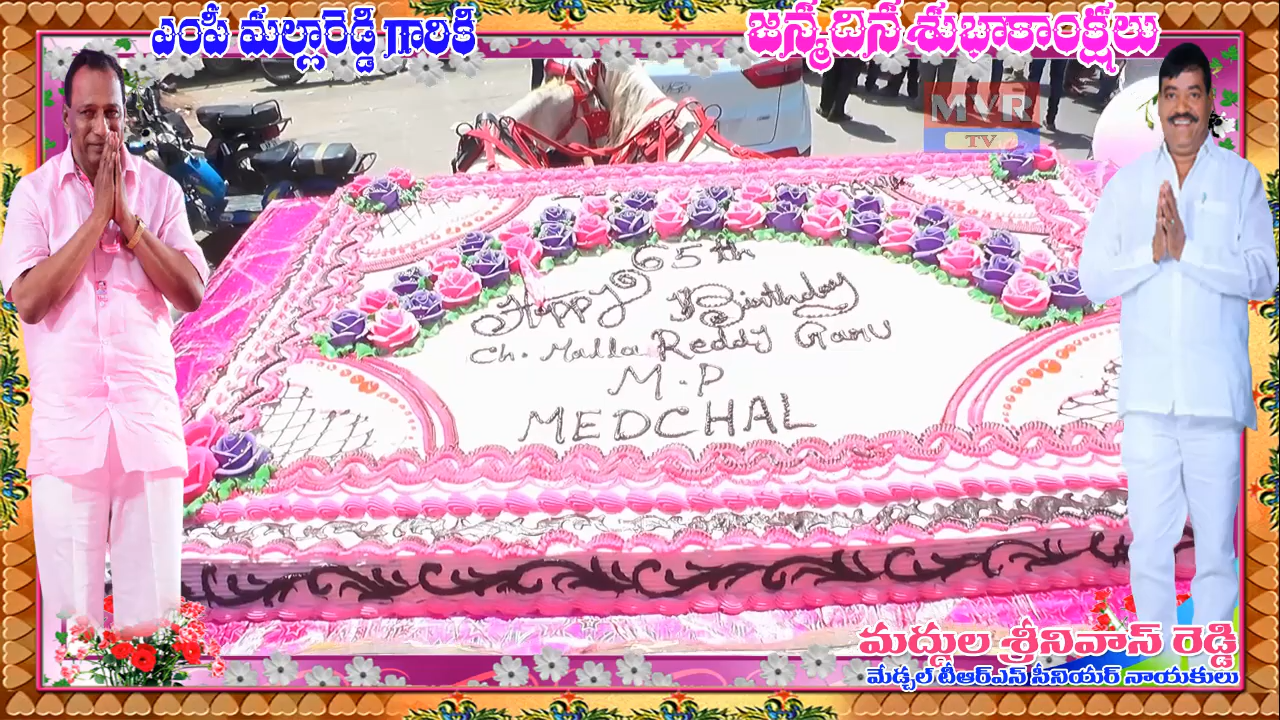 ఎంపీ మల్లారెడ్డి గారికి
జన్మదిన శుభాకాంక్షలు
MVR
TV
65th
Happy Birthday
Ch. Malla Reddy Garu
M.P
MEDCHAL
మద్దుల శ్రీనివాస్ రెడ్డి
మేడ్చల్ టీఆర్ఎస్ సీనియర్ నాయకులు